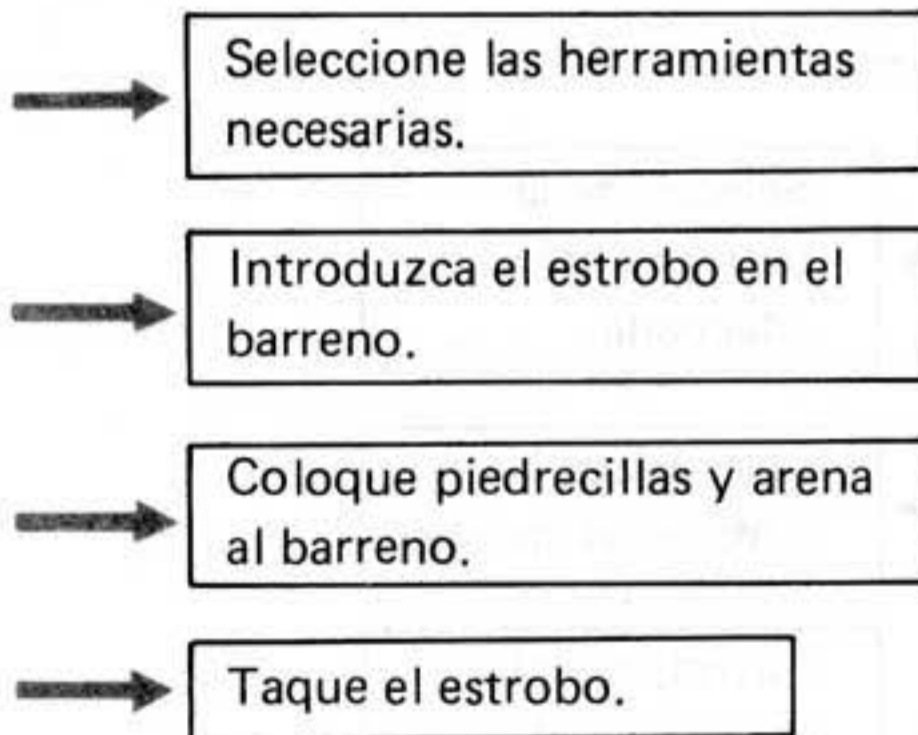 Seleccione las herramientas
necesarias.
Introduzca el estrobo en el
barreno.
Coloque piedrecillas y arena
al barreno.
Taque el estrobo.